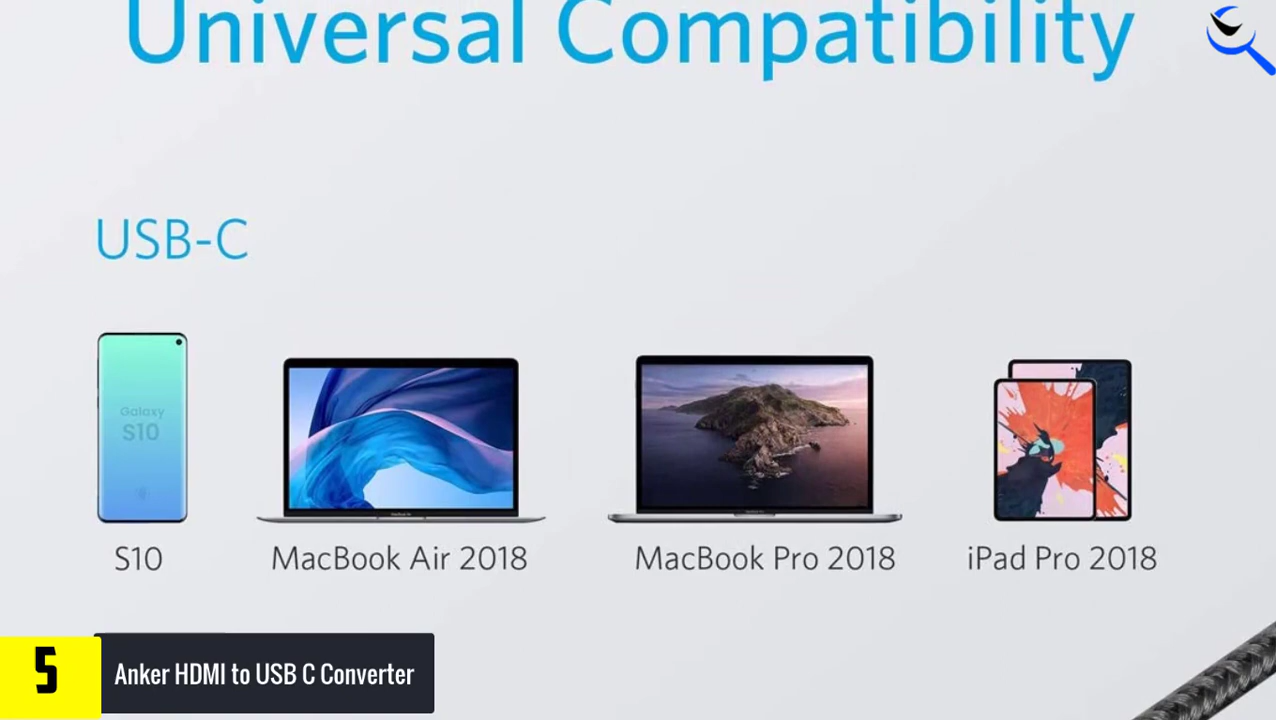 Universal Compatibility
USB-C
Galaxy
S10
S10
MacBook Air 2018
MacBook Pro 2018
iPad Pro 2018
5
Anker HDMI to USB C Converter